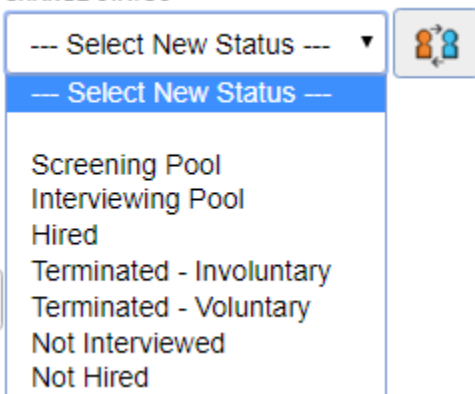 --- Select New Status ---
--- Select New Status ---
Screening Pool
Interviewing Pool
Hired
Terminated - Involuntary
Terminated - Voluntary
Not Interviewed
Not Hired